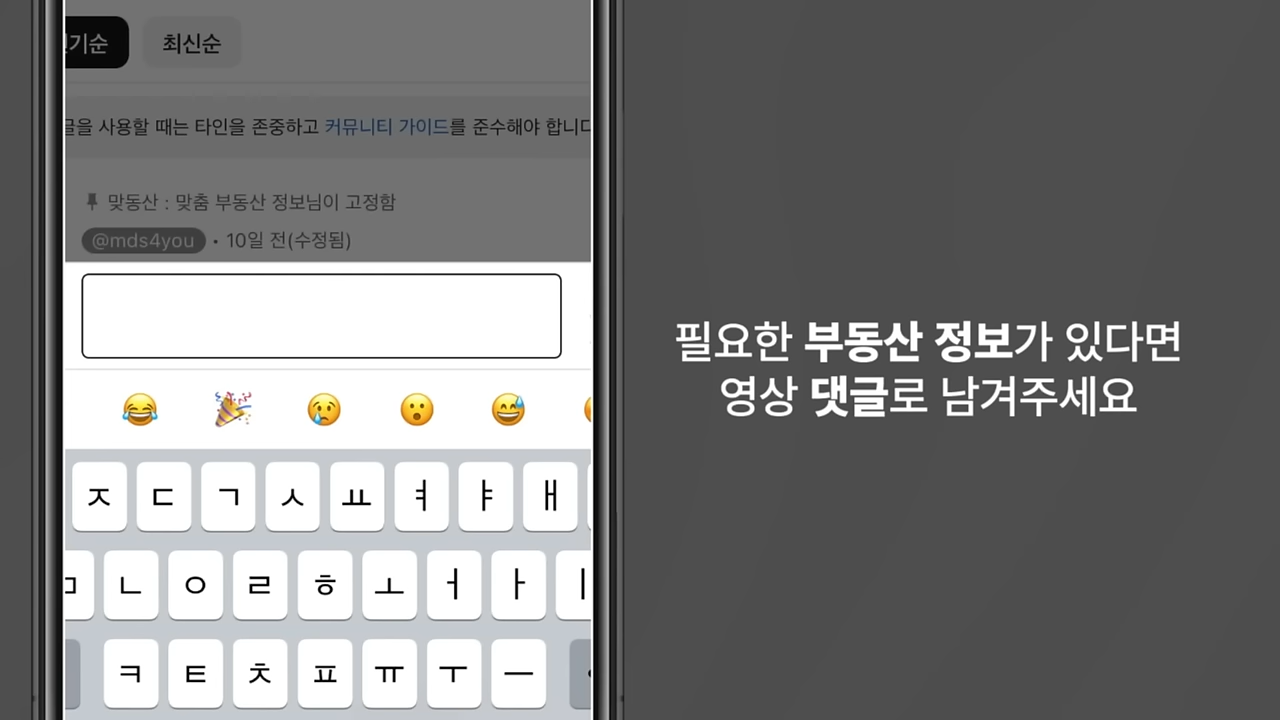 기순 최신순
글을 사용할 때는 타인을 존중하고 커뮤니티 가이드를 준수해야 합니다
맞동산 : 맞춤 부동산 정보님이 고정함
@mds4you • 10일 전(수정됨)
필요한 부동산 정보가 있다면
영상 댓글로 남겨주세요
ㅈ ㄷ ㄱ ㅅ ㅛ ㅕ ㅑ ㅐ
ㅁ ㄴ ㅇ ㄹ ㅎ ㅗ ㅓ ㅏ ㅣ
ㅋ ㅌ ㅊ ㅍ ㅠ ㅜ ㅡ